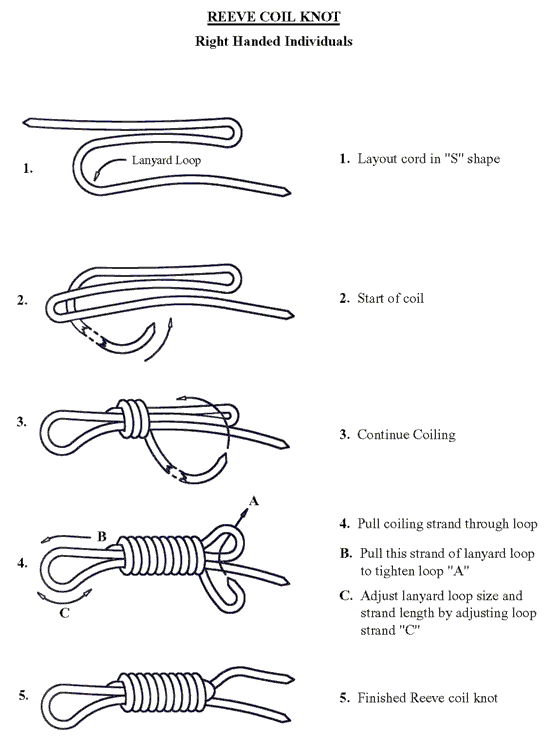 REEVE COIL KNOT
Right Handed Individuals
1.
Lanyard Loop
1. Layout cord in "S" shape
2.
2. Start of coil
3.
3. Continue Coiling
4.
A
B
C
4. Pull coiling strand through loop
B. Pull this strand of lanyard loop
to tighten loop "A"
C. Adjust lanyard loop size and
strand length by adjusting loop
strand "C"
5.
5. Finished Reeve coil knot